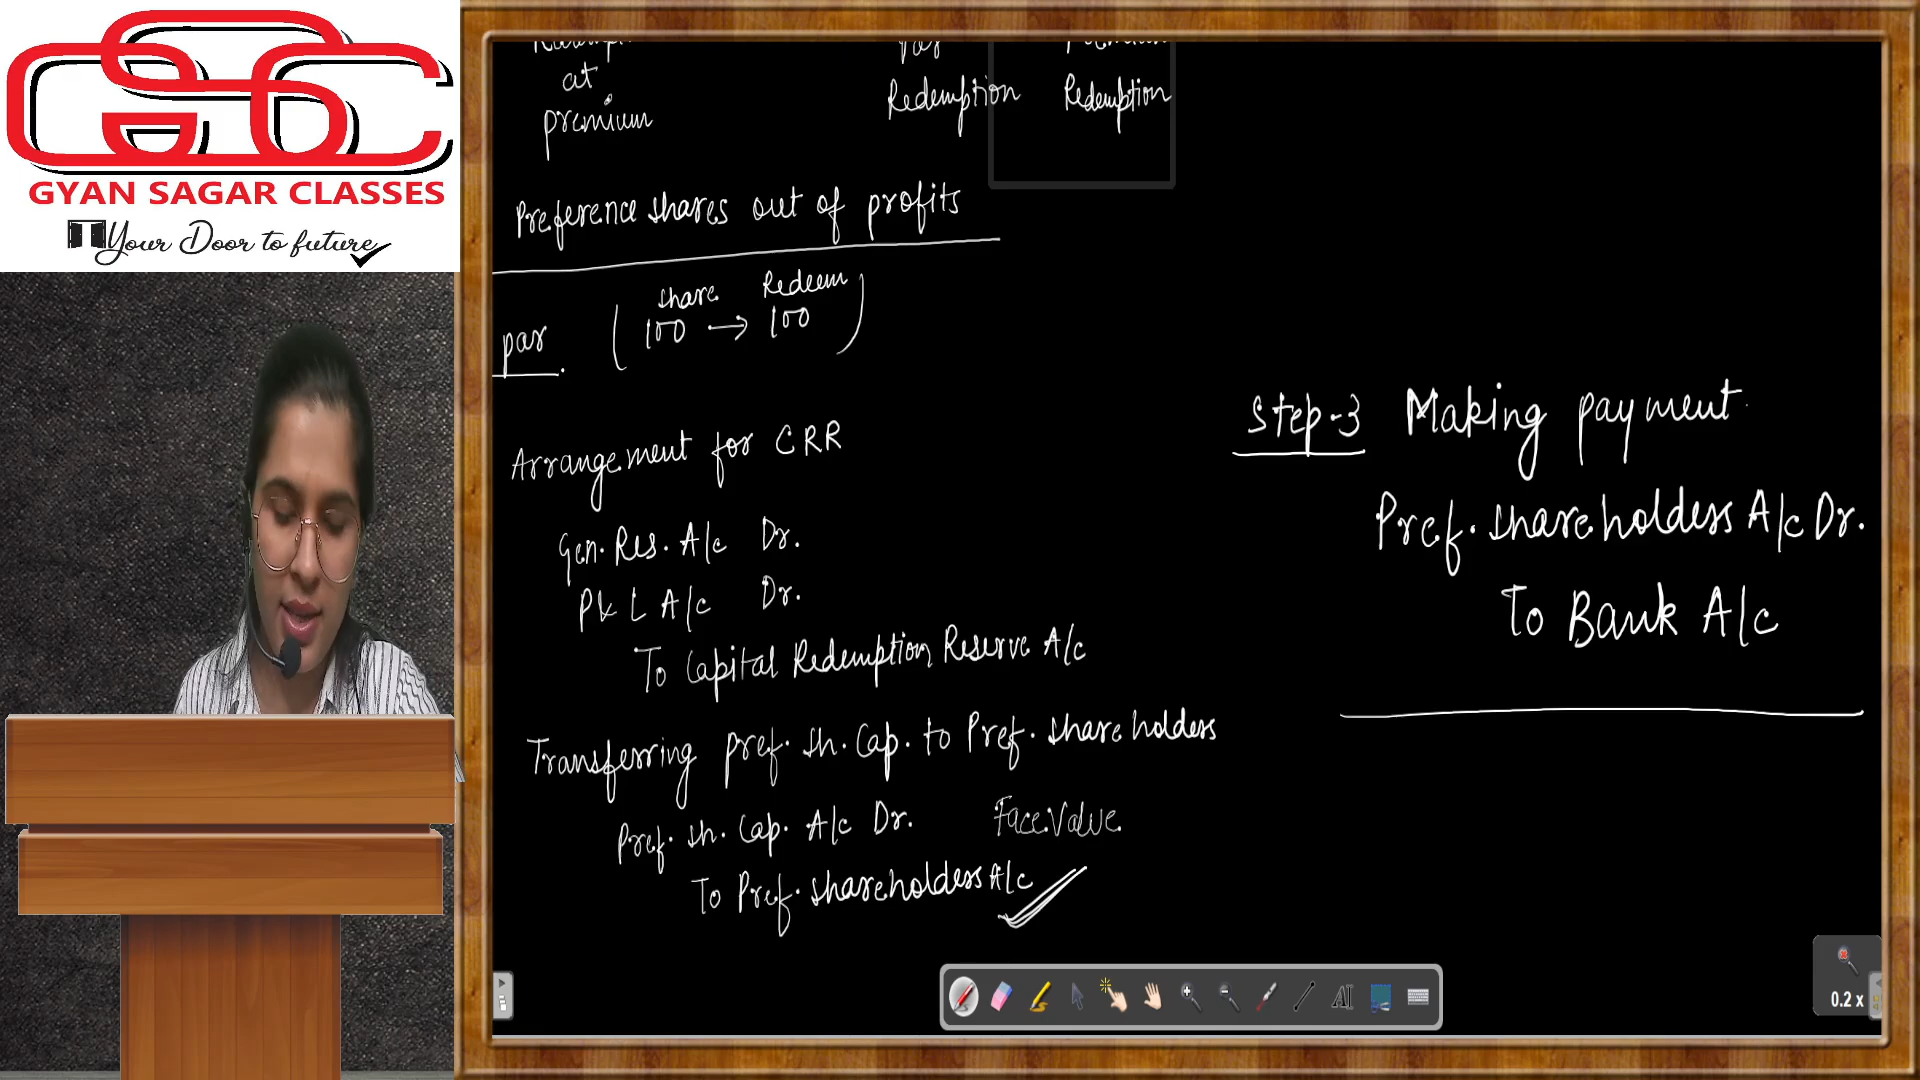 GSC
GYAN SAGAR CLASSES
Your Door to future
at
premium
Redemption
Redemption
Preference shares out of profits
par. ( share 100 → Redeem 100 )
Arrangement for CRR
Gen. Res. A/c Dr.
P&L A/c Dr.
To Capital Redemption Reserve A/c
Transferring pref. sh. Cap. to Pref. shareholders
Pref. sh. Cap. A/c Dr. Face Value
To Pref. shareholders A/c
Step-3 Making payment
Pref. shareholders A/c Dr.
To Bank A/c
0.2 x